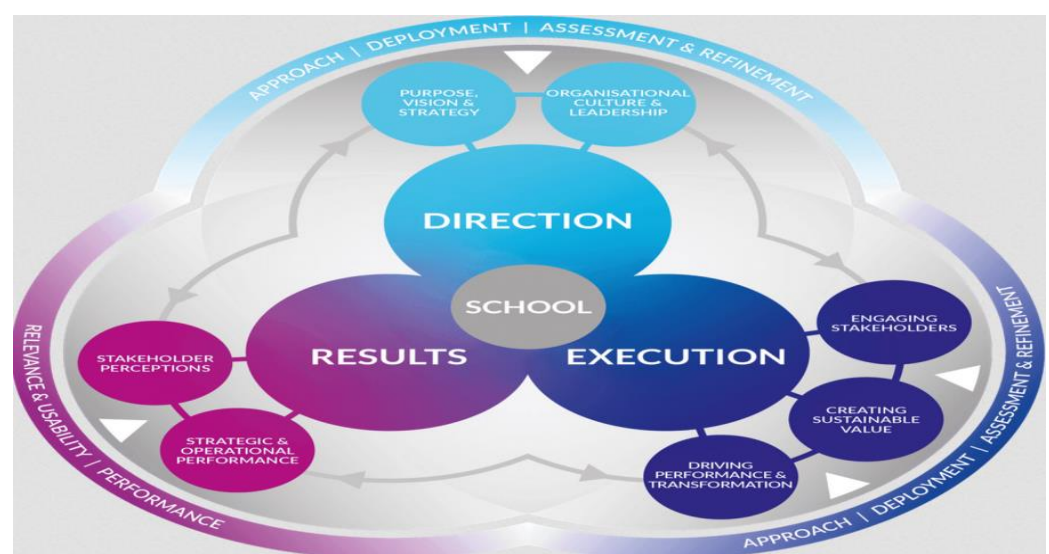 APPROACH | DEPLOYMENT | ASSESSMENT & REFINEMENT
PURPOSE,
VISION &
STRATEGY
ORGANISATIONAL
CULTURE &
LEADERSHIP
DIRECTION
SCHOOL
RESULTS
EXECUTION
STAKEHOLDER
PERCEPTIONS
STRATEGIC &
OPERATIONAL
PERFORMANCE
ENGAGING
STAKEHOLDERS
CREATING
SUSTAINABLE
VALUE
DRIVING
PERFORMANCE &
TRANSFORMATION
RELEVANCE & USABILITY | PERFORMANCE
APPROACH | DEPLOYMENT | ASSESSMENT & REFINEMENT